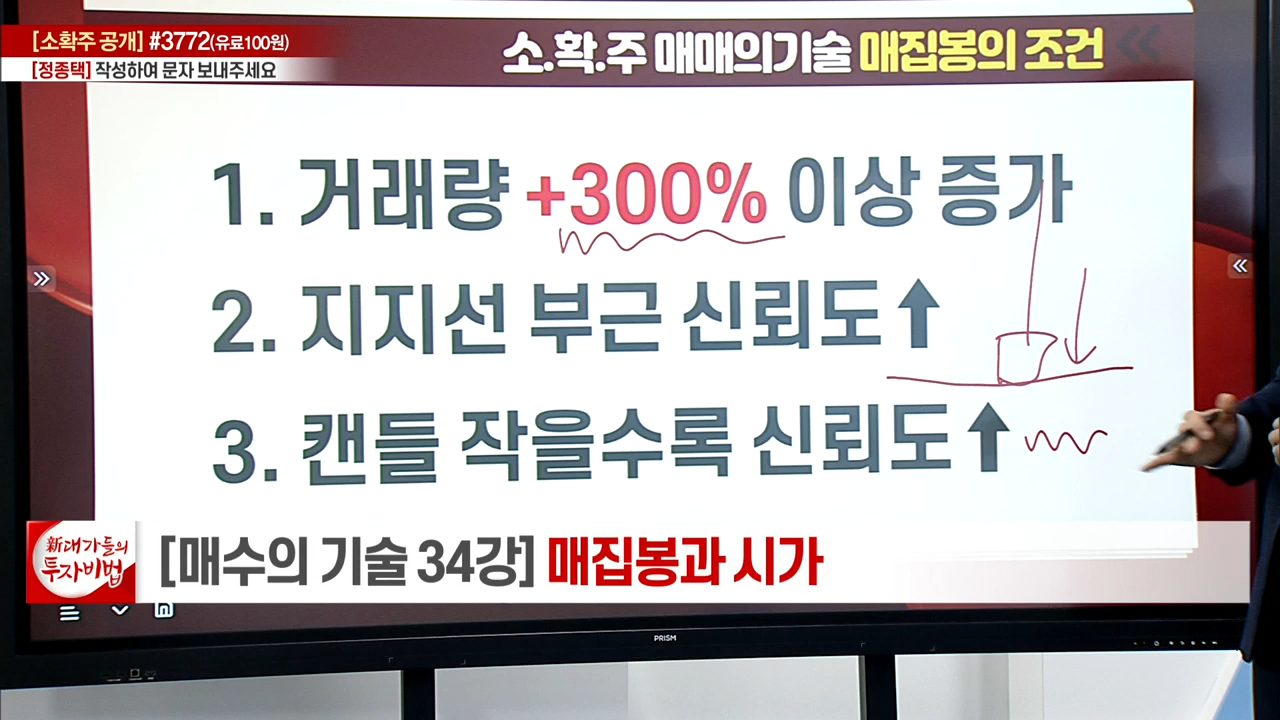 [소확주 공개] #3772(유료100원)
[정종택] 작성하여 문자 보내주세요
소.확.주 매매의기술 매집봉의 조건
1. 거래량 +300% 이상 증가
2. 지지선 부근 신뢰도↑
3. 캔들 작을수록 신뢰도↑
新대가들의
투자비법
[매수의 기술 34강] 매집봉과 시가
PRISM